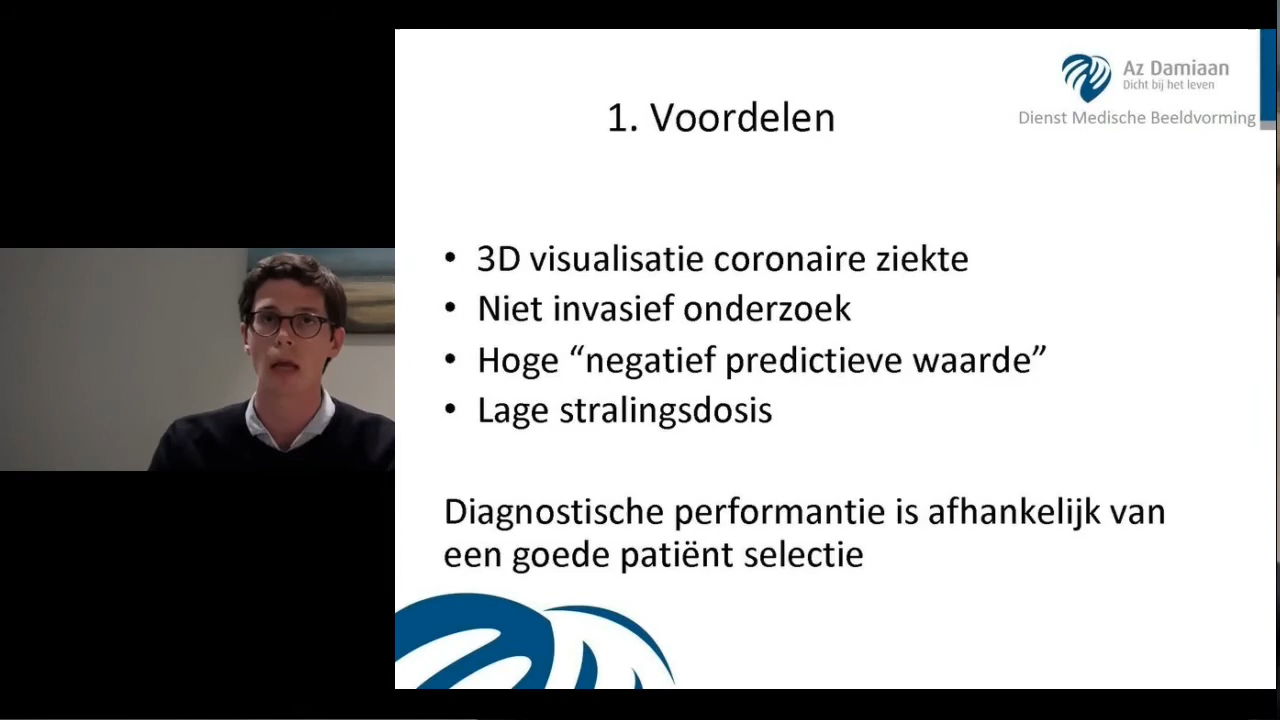 Az Damiaan
Dicht bij het leven
Dienst Medische Beeldvorming
1. Voordelen
• 3D visualisatie coronaire ziekte
• Niet invasief onderzoek
• Hoge “negatief predictieve waarde”
• Lage stralingsdosis
Diagnostische performantie is afhankelijk van
een goede patiënt selectie